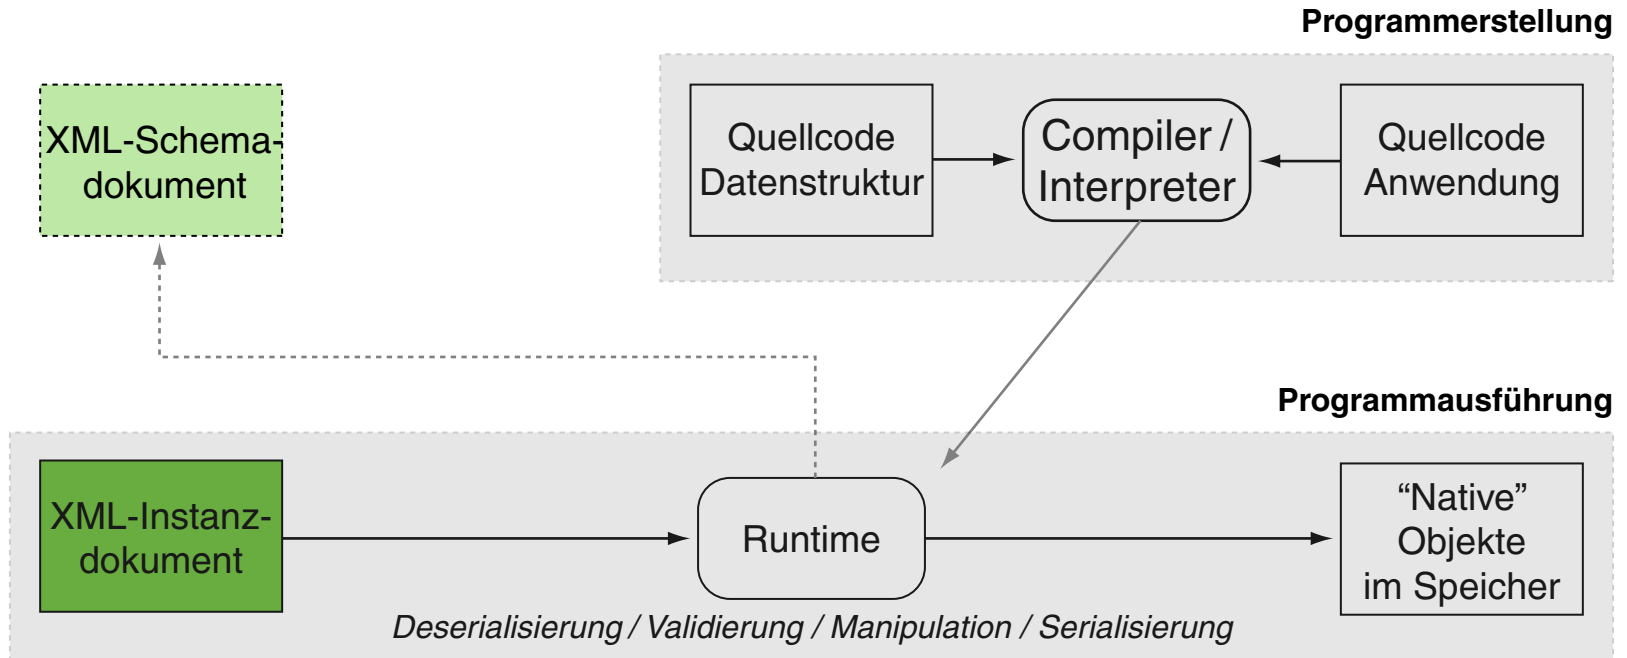 Programmerstellung
XML-Schema-
dokument
Quellcode
Datenstruktur
Compiler /
Interpreter
Quellcode
Anwendung
Programmausführung
XML-Instanz-
dokument
Runtime
“Native”
Objekte
im Speicher
Deserialisierung / Validierung / Manipulation / Serialisierung